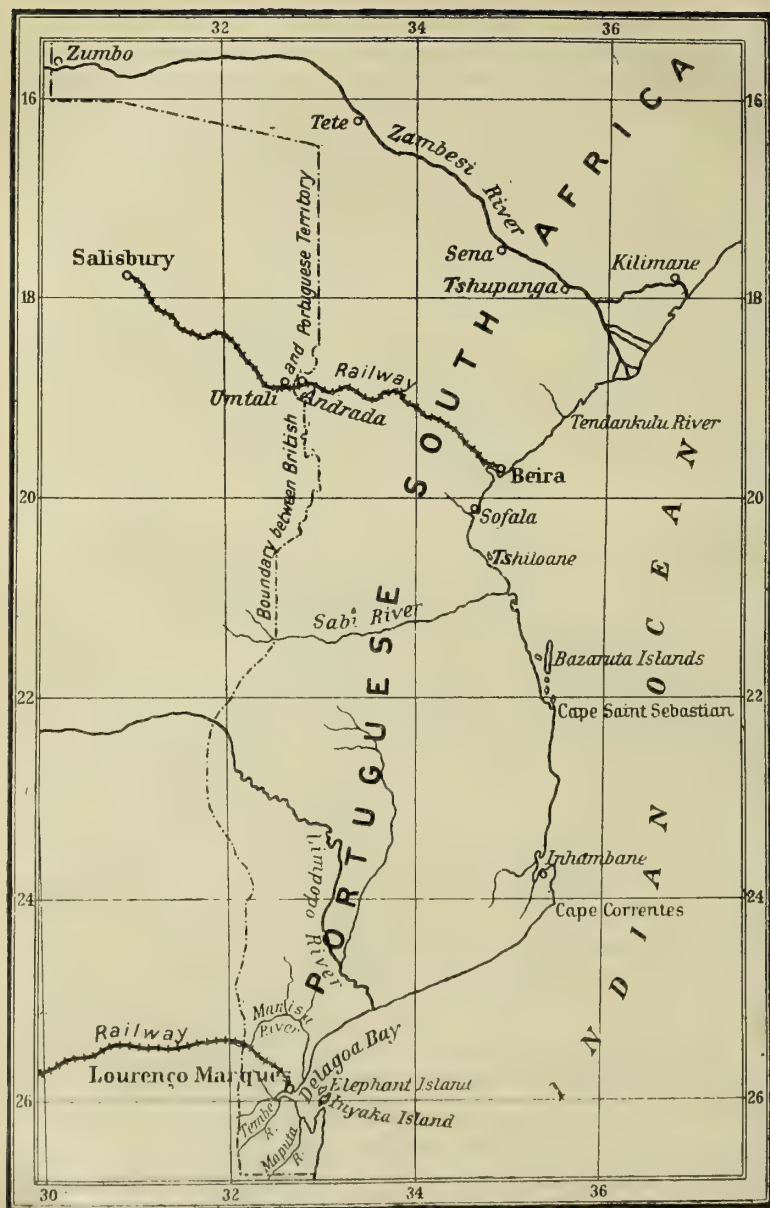 32
34
36
Zumbo
16
16
Tete
Zambesi
River
SOUTH AFRICA
Salisbury
Sena
Kilimane
Tshupanga
18
18
Boundary between British and Portuguese Territory
Umtali
Andrada
Railway
Tendankulu River
Beira
20
20
Sofala
Tshiloane
Sabi River
PORTUGUESE
INDIAN OCEAN
Bazaruta Islands
22
22
Cape Saint Sebastian
Limpopo
River
Inhambane
24
24
Cape Correntes
River
Railway
Delagoa Bay
Lourenço Marques
Elephant Island
26
26
Inyaka Island
Tembe
R.
Maputa
R.
30
32
34
36